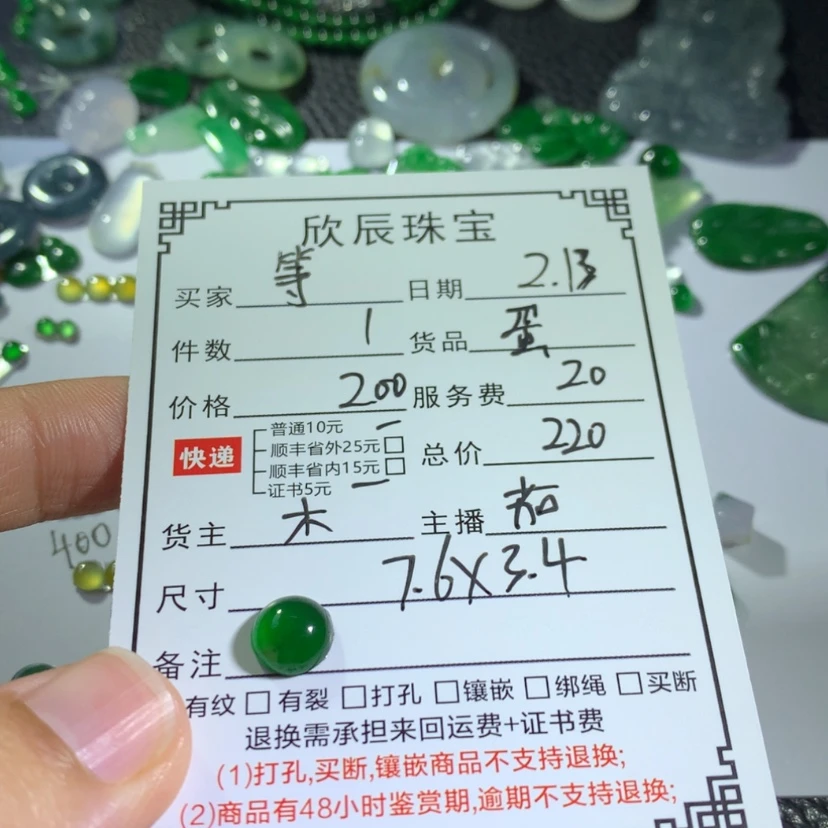 欣辰珠宝
买家 等 日期 2.13
件数 1 货品 蛋
价格 200 服务费 20
快递 普通10元
顺丰省外25元 总价 220
顺丰省内15元
证书5元
货主 木 主播 茄
尺寸 7.6X3.4
备注
有纹 有裂 打孔 镶嵌 绑绳 买断
退换需承担来回运费+证书费
(1)打孔,买断,镶嵌商品不支持退换;
(2)商品有48小时鉴赏期,逾期不支持退换;
400